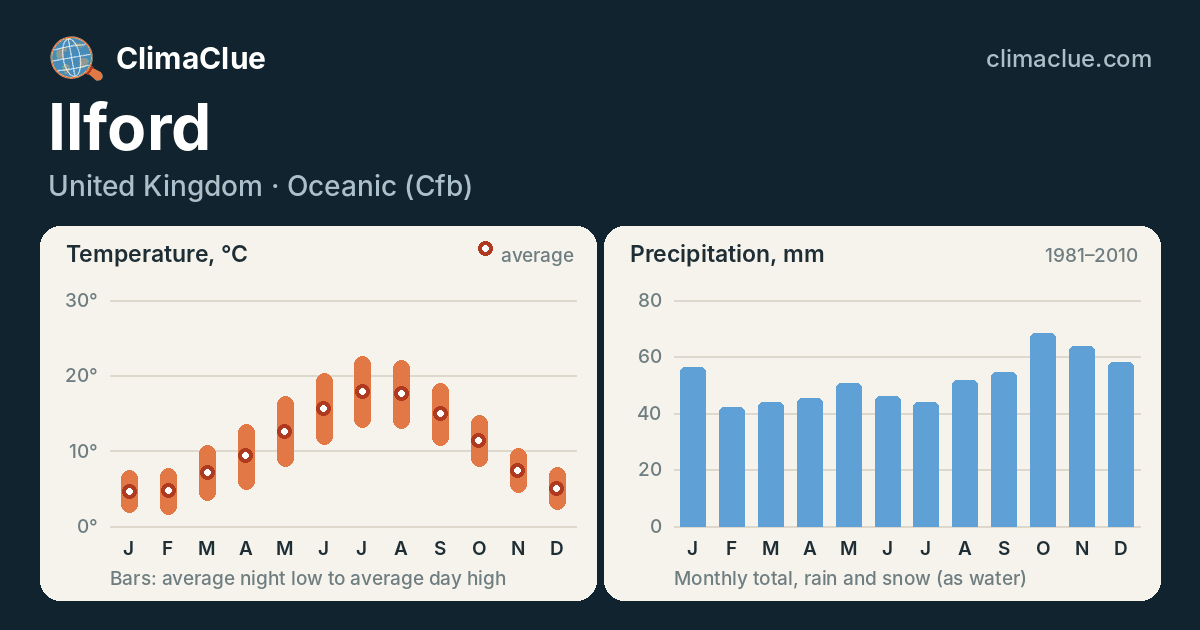 ClimaClue
climaclue.com
Ilford
United Kingdom · Oceanic (Cfb)
Temperature, °C
average
30°
20°
10°
0°
J F M A M J J A S O N D
Bars: average night low to average day high
Precipitation, mm
1981–2010
80
60
40
20
0
J F M A M J J A S O N D
Monthly total, rain and snow (as water)